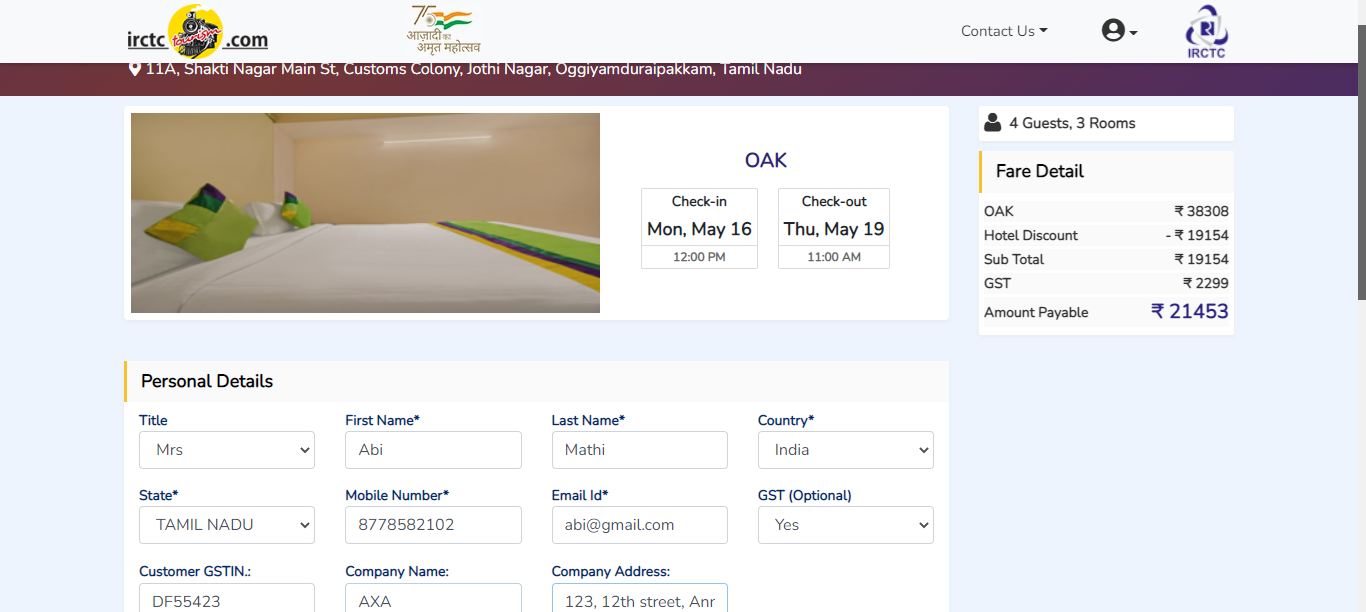 irctc tourism .com
75
आज़ादी का
अमृत महोत्सव
Contact Us
IRCTC
11A, Shakti Nagar Main St, Customs Colony, Jothi Nagar, Oggiyamduraipakkam, Tamil Nadu
OAK
Check-in
Mon, May 16
12:00 PM
Check-out
Thu, May 19
11:00 AM
4 Guests, 3 Rooms
Fare Detail
OAK ₹ 38308
Hotel Discount - ₹ 19154
Sub Total ₹ 19154
GST ₹ 2299
Amount Payable ₹ 21453
Personal Details
Title First Name* Last Name* Country*
Mrs Abi Mathi India
State* Mobile Number* Email Id* GST (Optional)
TAMIL NADU 8778582102 abi@gmail.com Yes
Customer GSTIN.: Company Name: Company Address:
DF55423 AXA 123, 12th street, Anr